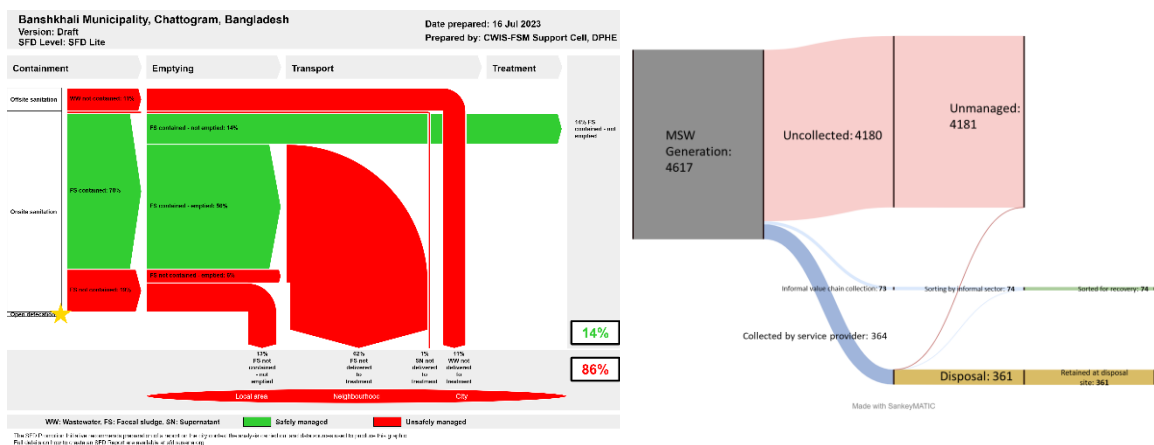 Banshkhali Municipality, Chattogram, Bangladesh
Version: Draft
SFD Level: SFD Lite
Date prepared: 16 Jul 2023
Prepared by: CWIS-FSM Support Cell, DPHE
Containment
Emptying
Transport
Treatment
Offsite sanitation
WW not contained: 11%
FS contained - not emptied: 14%
14% FS
contained - not
emptied
FS contained: 70%
FS contained - emptied: 56%
Onsite sanitation
FS not contained - emptied: 6%
FS not contained:
Open defecation
14%
86%
FS not
contained
- not
emptied
62%
FS not
delivered
to
treatment
1%
SN not
delivered
to
treatment
11%
WW not
delivered
to
treatment
Local area
Neighbourhood
City
WW: Wastewater, FS: Faecal sludge, SN: Supernatant
Safely managed
Unsafely managed
MSW
Generation:
4617
Uncollected: 4180
Unmanaged:
4181
Informal value chain collection: 73
Sorting by informal sector: 74
Sorted for recovery: 74
Collected by service provider: 364
Disposal: 361
Retained at disposal
site: 361
Made with SankeyMATIC